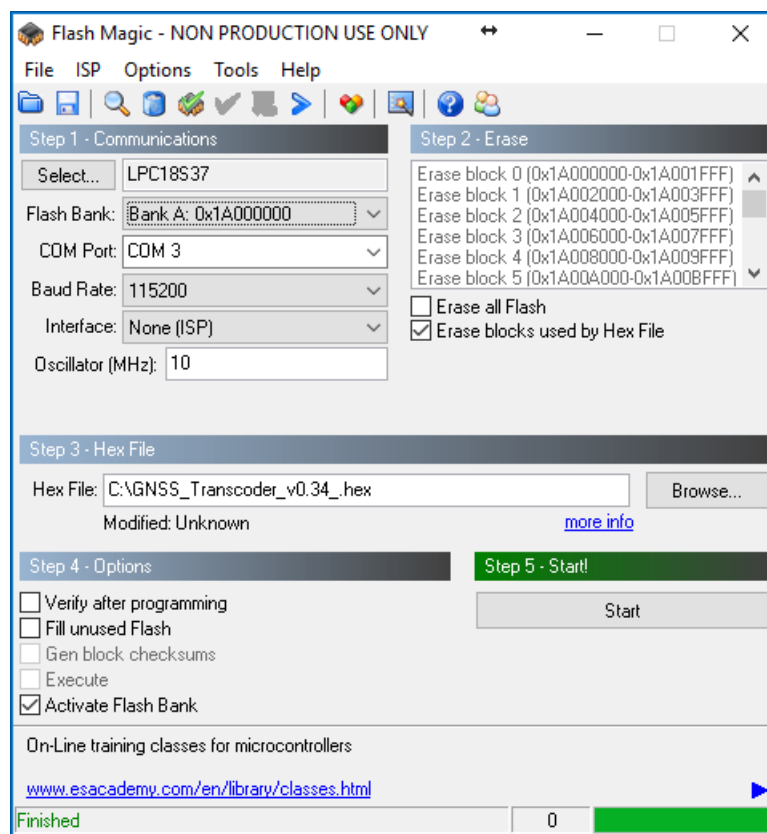 Flash Magic - NON PRODUCTION USE ONLY
File ISP Options Tools Help
Step 1 - Communications
Select... LPC18S37
Flash Bank: Bank A: 0x1A000000
COM Port: COM 3
Baud Rate: 115200
Interface: None (ISP)
Oscillator (MHz): 10
Step 2 - Erase
Erase block 0 (0x1A000000-0x1A001FFF)
Erase block 1 (0x1A002000-0x1A003FFF)
Erase block 2 (0x1A004000-0x1A005FFF)
Erase block 3 (0x1A006000-0x1A007FFF)
Erase block 4 (0x1A008000-0x1A009FFF)
Erase block 5 (0x1A00A000-0x1A00BFFF)
Erase all Flash
Erase blocks used by Hex File
Step 3 - Hex File
Hex File: C:\GNSS_Transcoder_v0.34_.hex Browse...
Modified: Unknown more info
Step 4 - Options
Verify after programming
Fill unused Flash
Gen block checksums
Execute
Activate Flash Bank
Step 5 - Start!
Start
On-Line training classes for microcontrollers
www.esacademy.com/en/library/classes.html
Finished 0